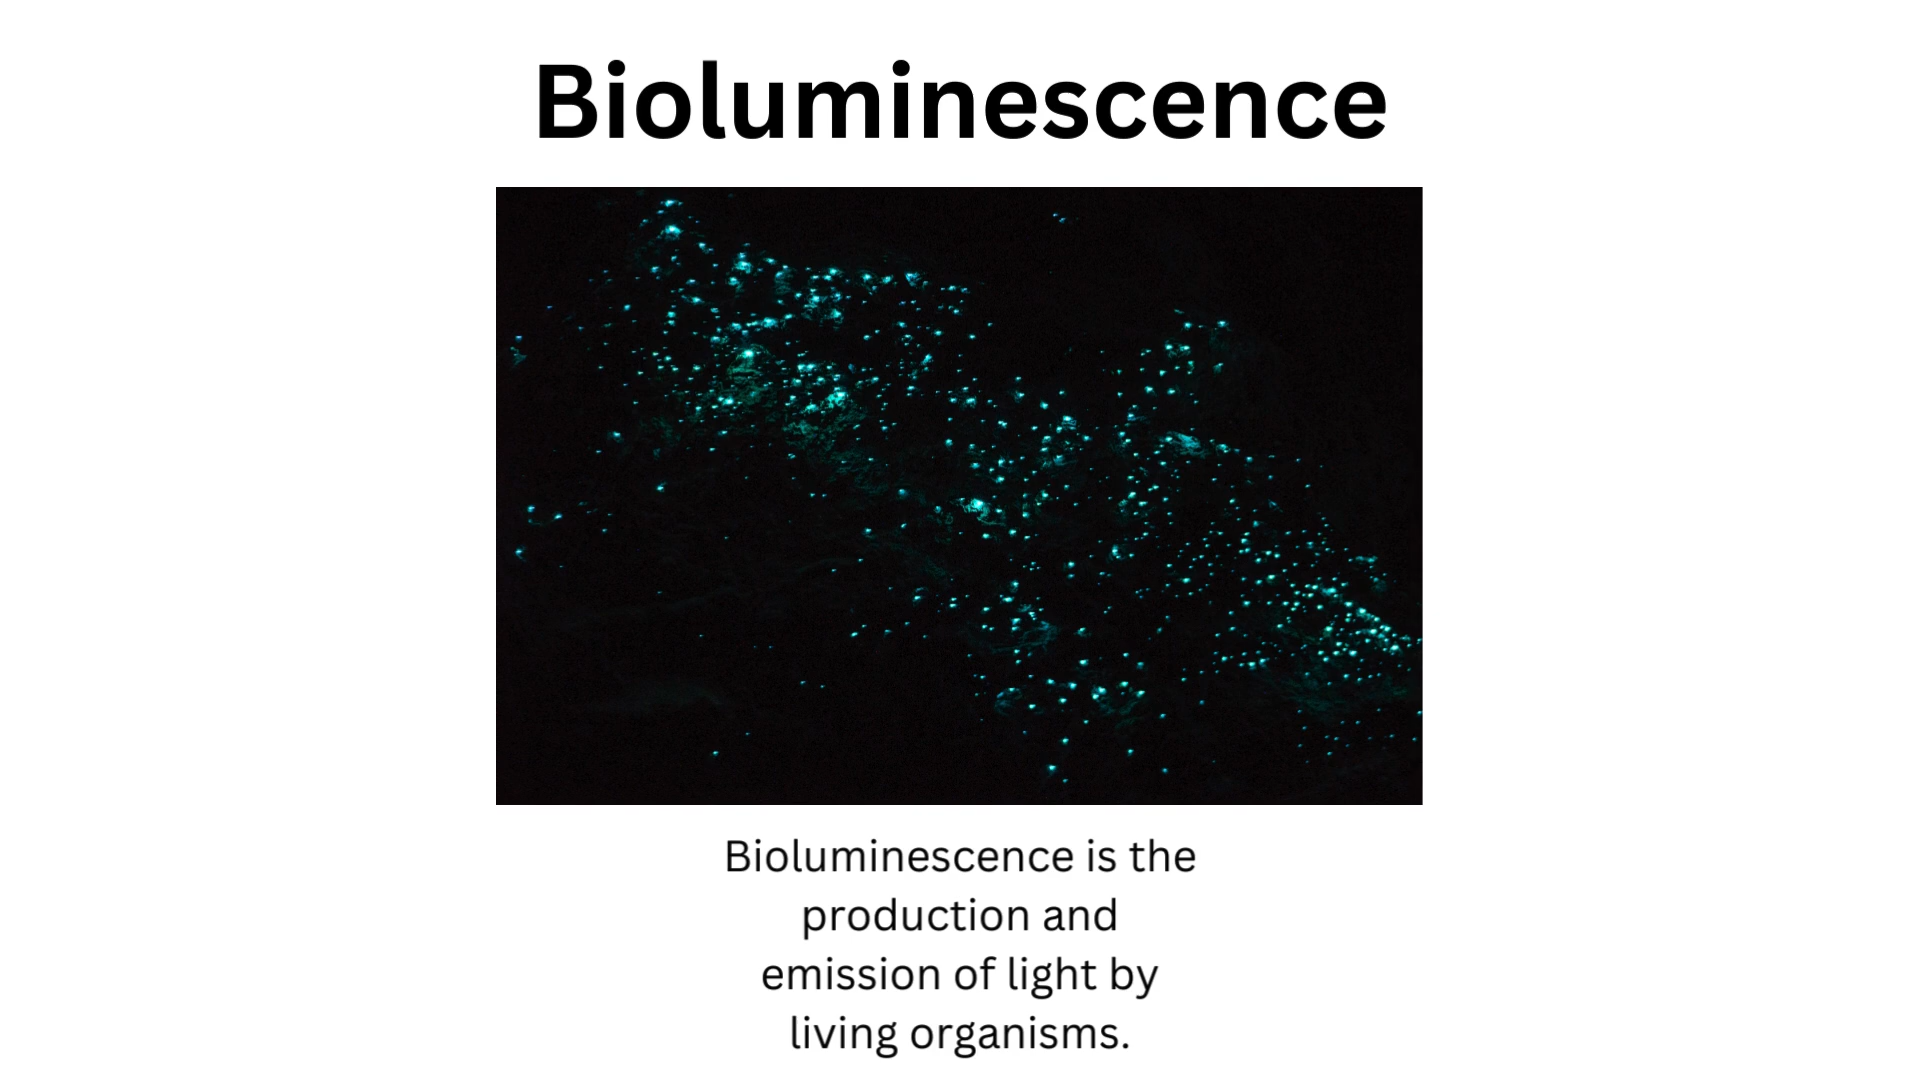 Bioluminescence
Bioluminescence is the
production and
emission of light by
living organisms.